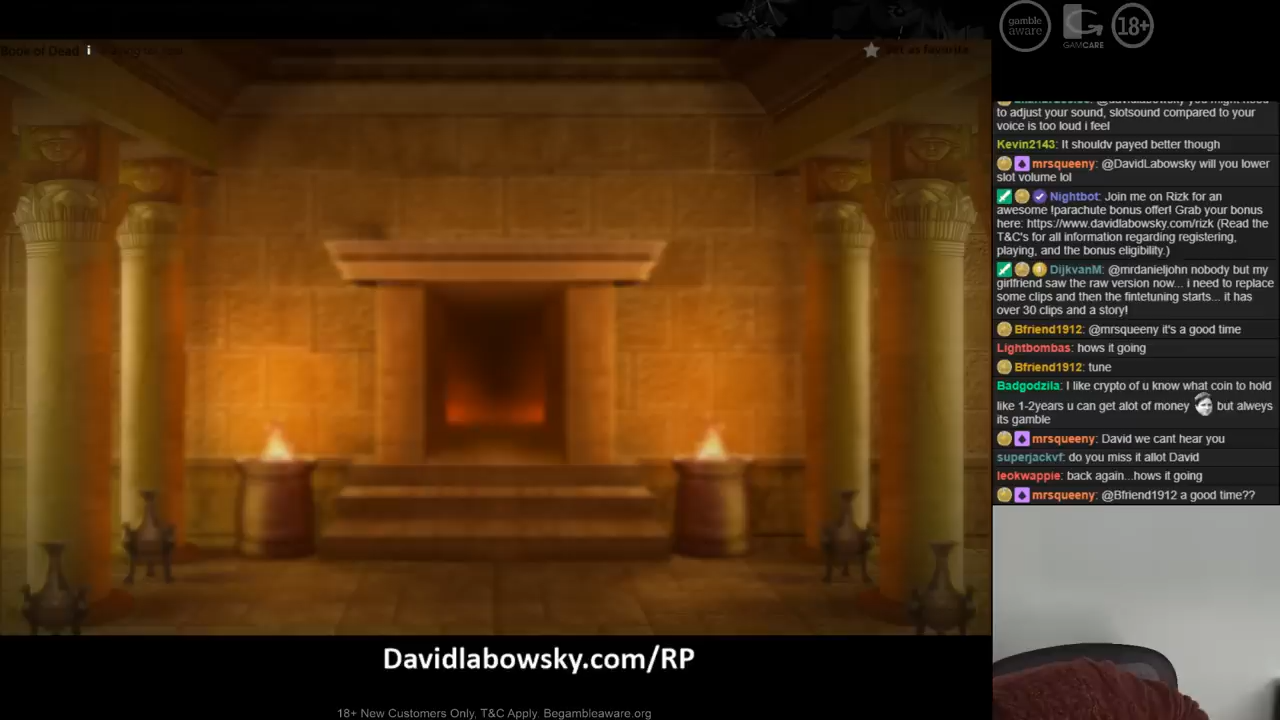 Book of Dead i
set as favorite
gamble
aware
GAMCARE
18+
to adjust your sound, slotsound compared to your
voice is too loud i feel
Kevin2143: It shouldv payed better though
mrsqueeny: @DavidLabowsky will you lower
slot volume lol
Nightbot: Join me on Rizk for an
awesome !parachute bonus offer! Grab your bonus
here: https://www.davidlabowsky.com/rizk (Read the
T&C's for all information regarding registering,
playing, and the bonus eligibility.)
DijkvanM: @mrdanieljohn nobody but my
girlfriend saw the raw version now... i need to replace
some clips and then the fintetuning starts... it has
over 30 clips and a story!
Bfriend1912: @mrsqueeny it's a good time
Lightbombas: hows it going
Bfriend1912: tune
Badgodzila: I like crypto of u know what coin to hold
like 1-2years u can get alot of money but alweys
its gamble
mrsqueeny: David we cant hear you
superjackvf: do you miss it allot David
leokwappie: back again...hows it going
mrsqueeny: @Bfriend1912 a good time??
Davidlabowsky.com/RP
18+ New Customers Only, T&C Apply. Begambleaware.org